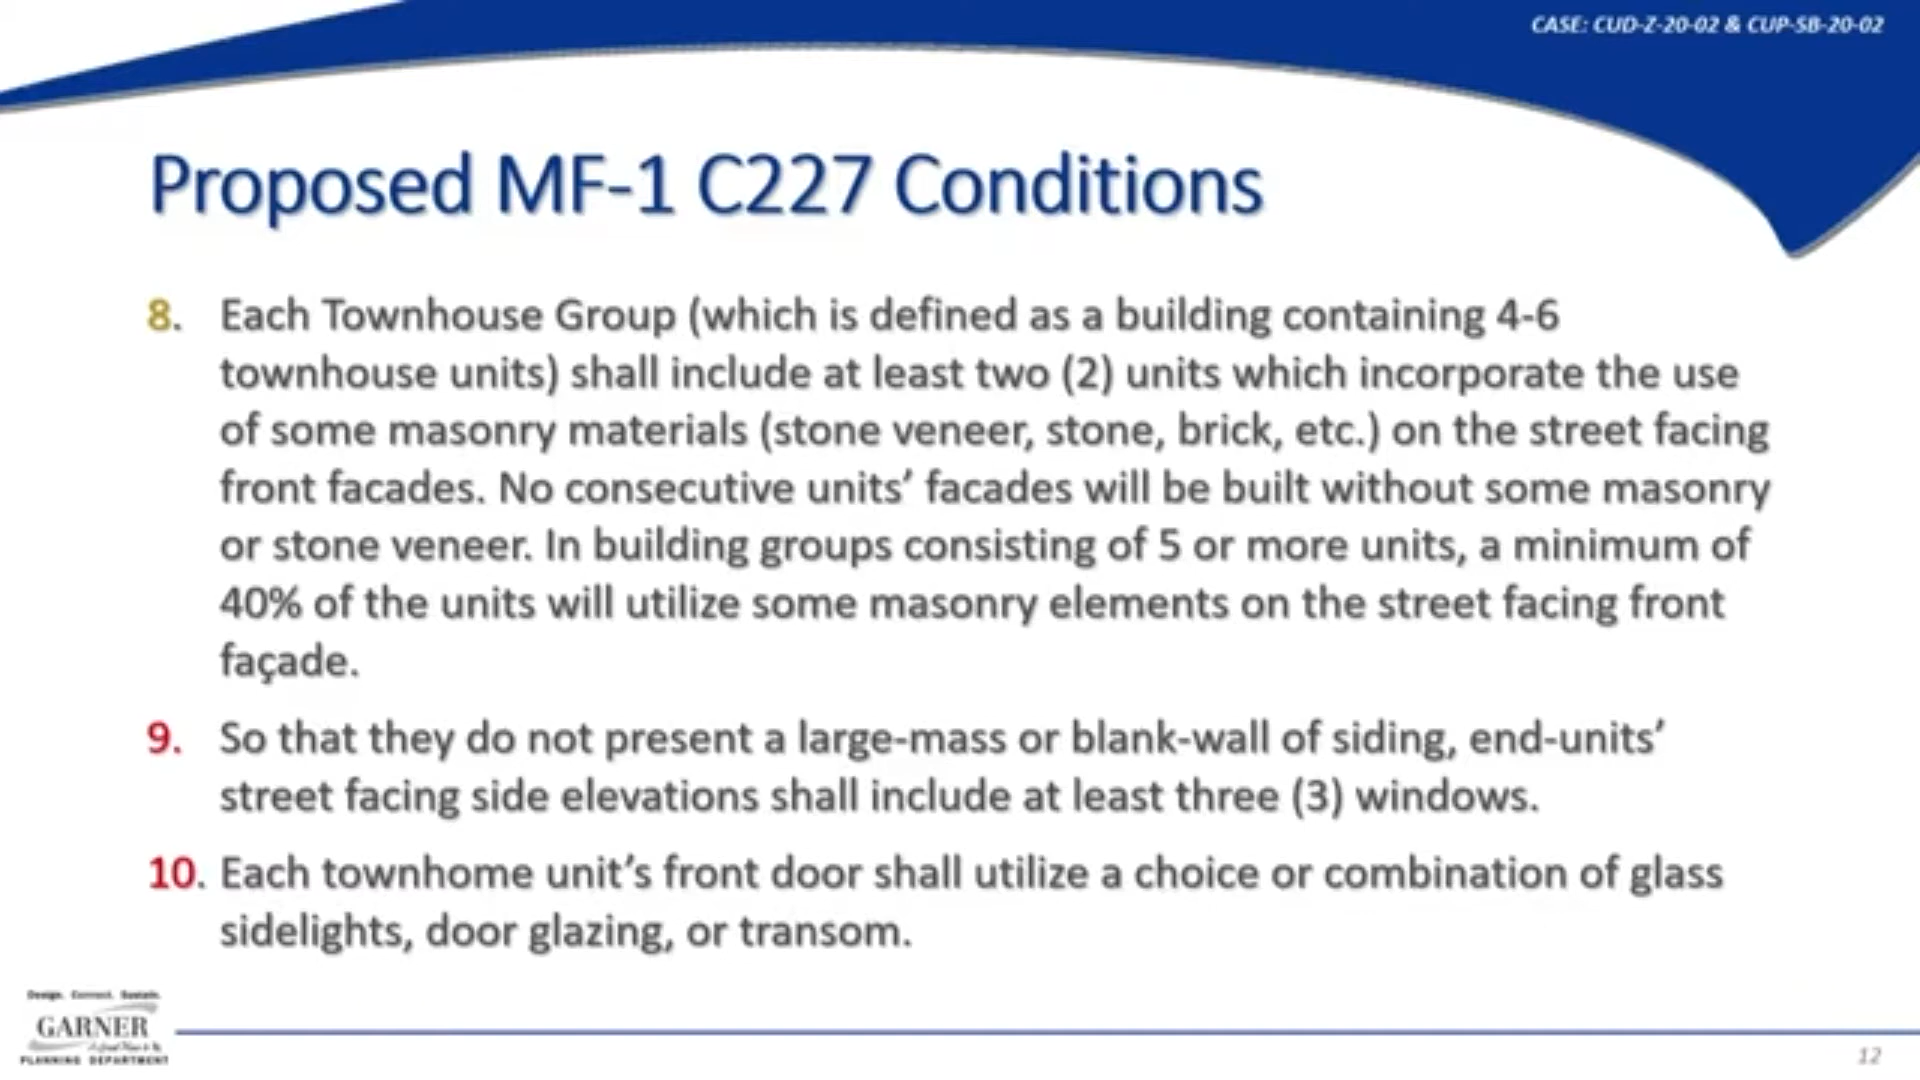 CASE: CUD-Z-20-02 & CUP-SB-20-02
Proposed MF-1 C227 Conditions
8. Each Townhouse Group (which is defined as a building containing 4-6
townhouse units) shall include at least two (2) units which incorporate the use
of some masonry materials (stone veneer, stone, brick, etc.) on the street facing
front facades. No consecutive units’ facades will be built without some masonry
or stone veneer. In building groups consisting of 5 or more units, a minimum of
40% of the units will utilize some masonry elements on the street facing front
façade.
9. So that they do not present a large-mass or blank-wall of siding, end-units’
street facing side elevations shall include at least three (3) windows.
10. Each townhome unit’s front door shall utilize a choice or combination of glass
sidelights, door glazing, or transom.
Design. Connect. Sustain.
GARNER
PLANNING DEPARTMENT
12